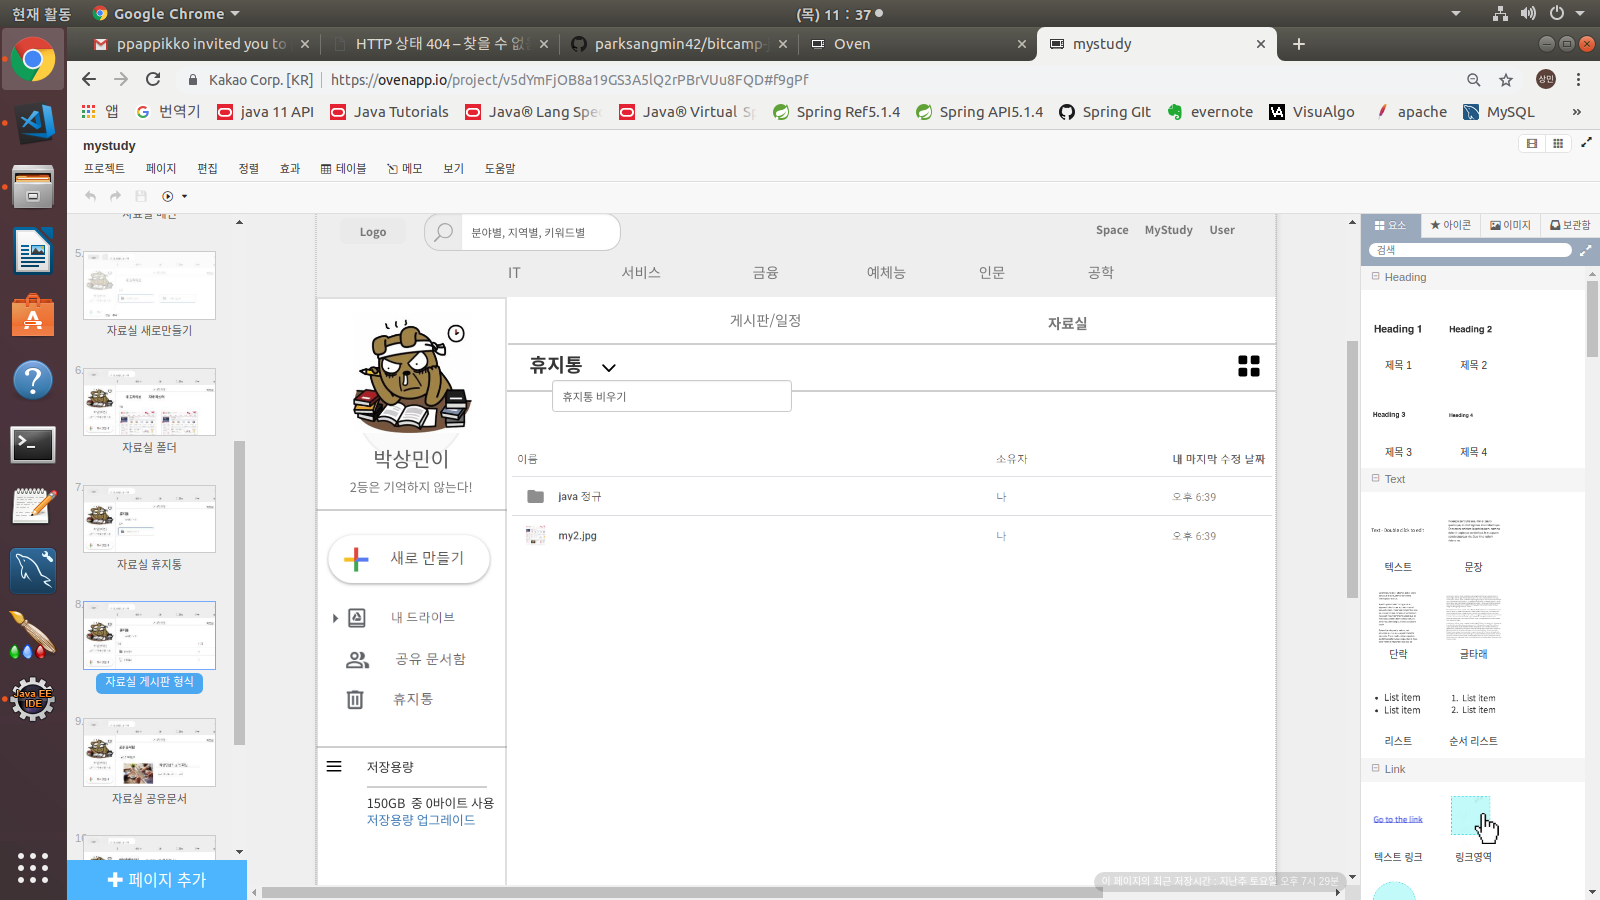 현재 활동
Google Chrome
(목) 11 : 37
ppappikko invited you to
HTTP 상태 404 – 찾을 수 없
parksangmin42/bitcamp-
Oven
mystudy
Kakao Corp. [KR]
https://ovenapp.io/project/v5dYmFjOB8a19GS3A5lQ2rPBrVUu8FQD#f9gPf
상민
앱
번역기
java 11 API
Java Tutorials
Java® Lang Spe
Java® Virtual S
Spring Ref5.1.4
Spring API5.1.4
Spring GIt
evernote
VisuAlgo
apache
MySQL
»
mystudy
프로젝트
페이지
편집
정렬
효과
테이블
메모
보기
도움말
5.
자료실 새로만들기
6.
자료실 폴더
7.
자료실 휴지통
8.
자료실 게시판 형식
9.
자료실 공유문서
10.
페이지 추가
Logo
분야별, 지역별, 키워드별
Space
MyStudy
User
IT
서비스
금융
예체능
인문
공학
게시판/일정
자료실
휴지통
휴지통 비우기
박상민이
2등은 기억하지 않는다!
이름
소유자
내 마지막 수정 날짜
java 정규
나
오후 6:39
my2.jpg
나
오후 6:39
새로 만들기
내 드라이브
공유 문서함
휴지통
저장용량
150GB 중 0바이트 사용
저장용량 업그레이드
이 페이지의 최근 저장시간 : 지난주 토요일 오후 7시 29분
요소
아이콘
이미지
보관함
검색
Heading
Heading 1
Heading 2
제목 1
제목 2
Heading 3
Heading 4
제목 3
제목 4
Text
Text - Double click to edit
텍스트
문장
단락
글타래
• List item
• List item
1. List item
2. List item
리스트
순서 리스트
Link
Go to the link
텍스트 링크
링크영역
Java EE
IDE